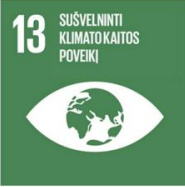 13 SUŠVELNINTI
KLIMATO KAITOS
POVEIKĮ